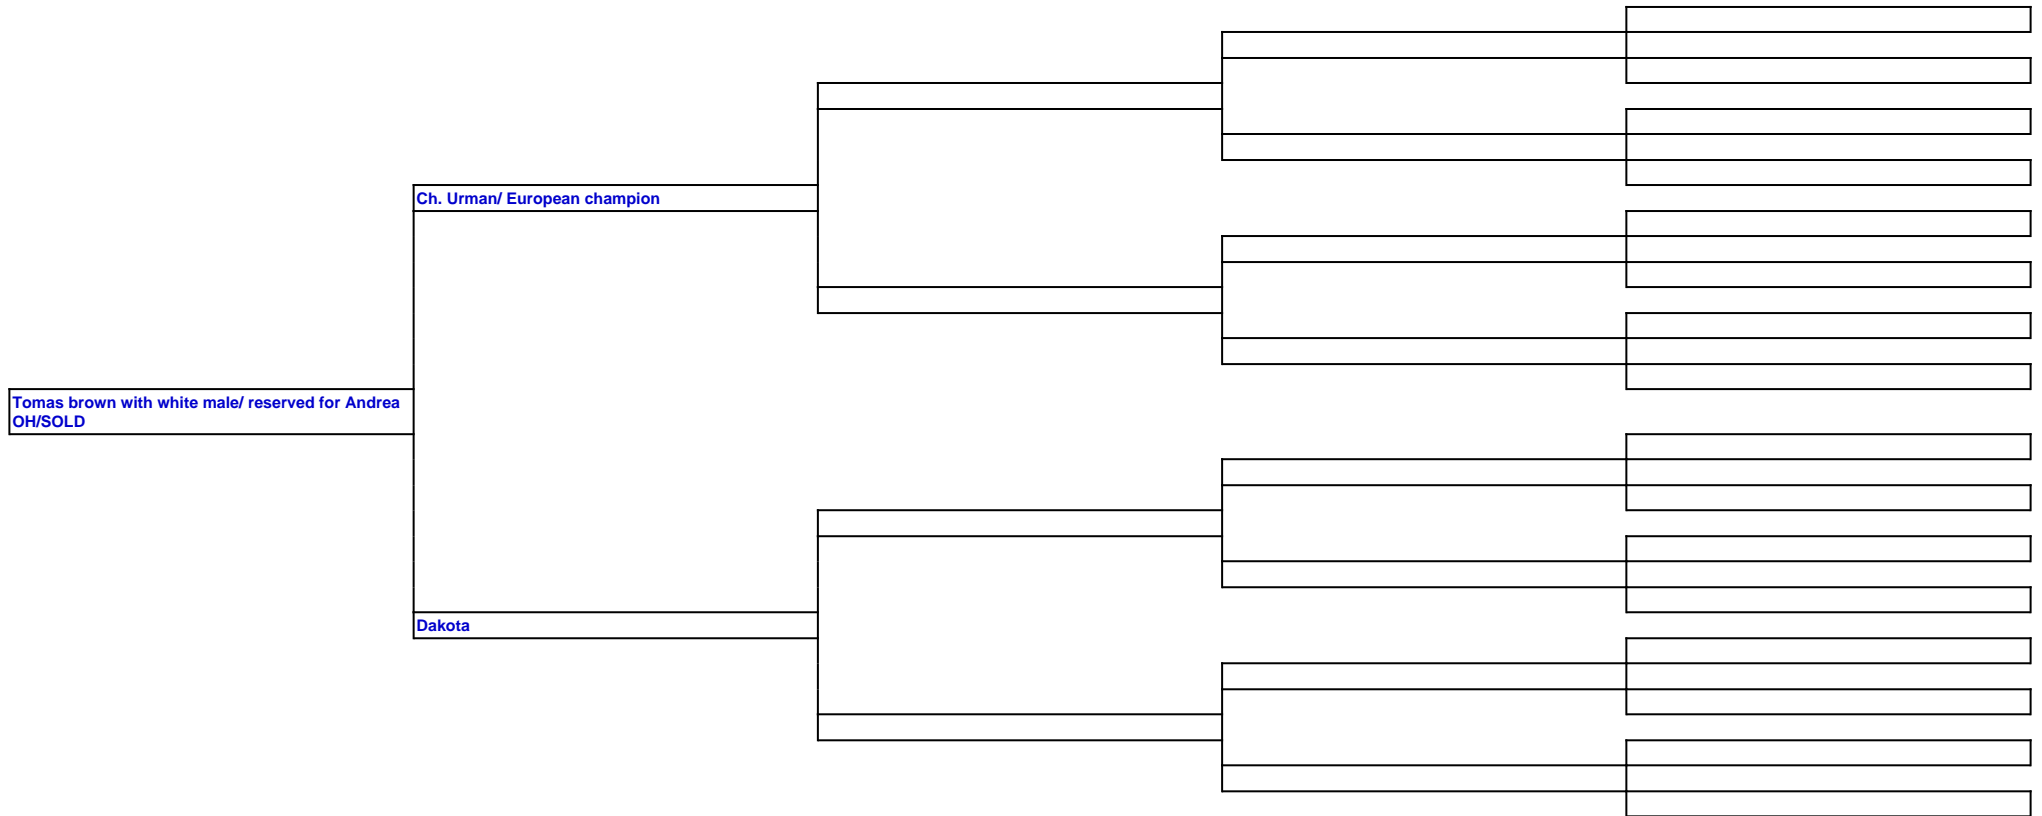 Ch. Urman/ European champion
Tomas brown with white male/ reserved for Andrea
OH/SOLD
Dakota